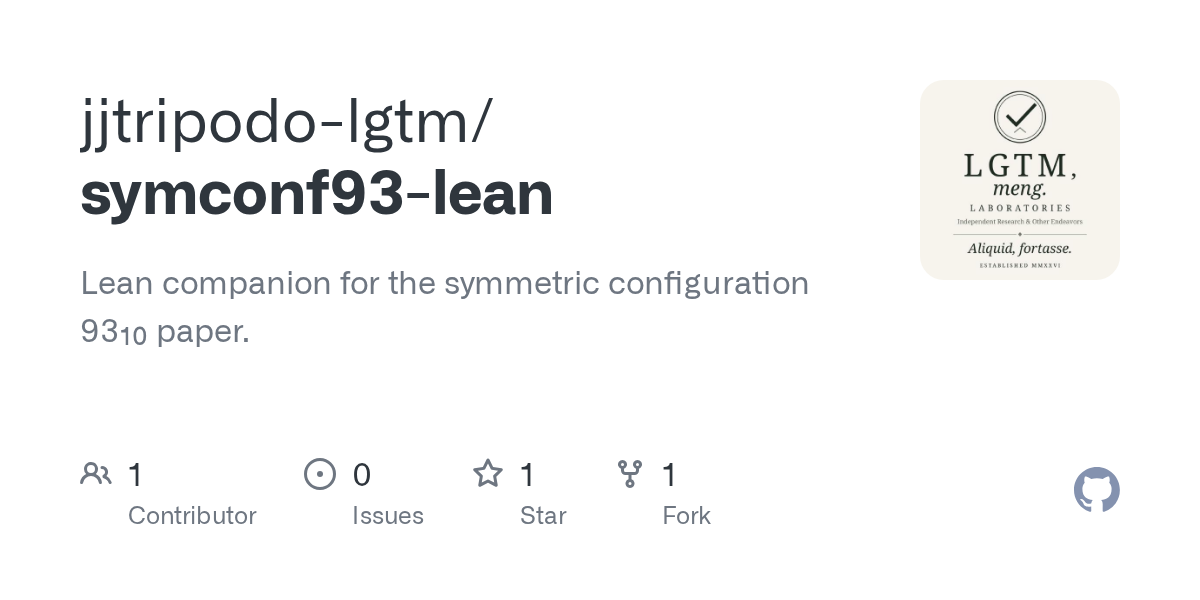 jjtripodo-lgtm/
symconf93-lean
Lean companion for the symmetric configuration
93₁₀ paper.
LGTM,
meng.
LABORATORIES
Independent Research & Other Endeavors
Aliquid, fortasse.
ESTABLISHED MMXXVI
1
Contributor
0
Issues
1
Star
1
Fork